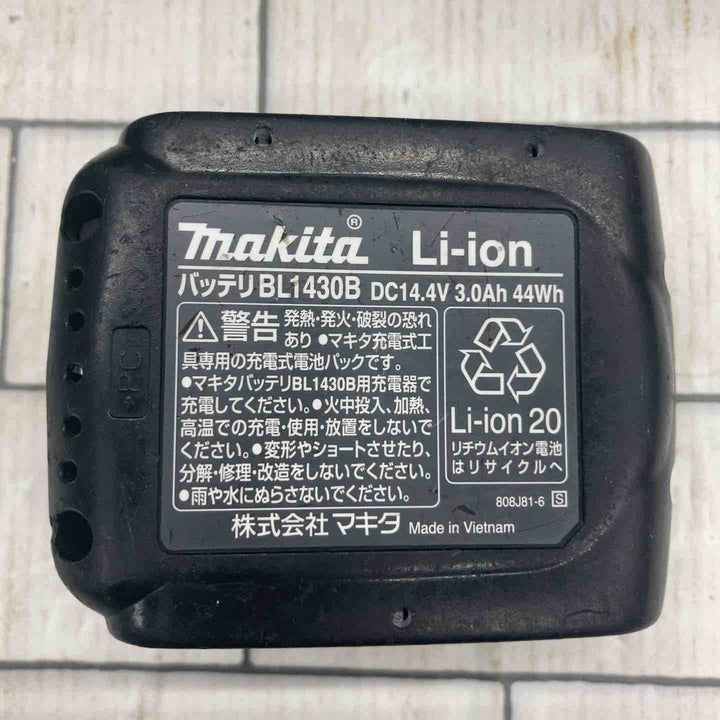 makita® Li-ion
バッテリBL1430B DC14.4V 3.0Ah 44Wh
警告 発熱・発火・破裂の恐れ
あり ●マキタ充電式工
具専用の充電式電池パックです。
●マキタバッテリBL1430B用充電器で
充電してください。●火中投入、加熱、
高温での充電・使用・放置をしないで
ください。●変形やショートさせたり、
分解・修理・改造をしないでください。
●雨や水にぬらさないでください。
Li-ion 20
リチウムイオン電池
はリサイクルへ
808J81-6 S
株式会社マキタ Made in Vietnam
>PC<